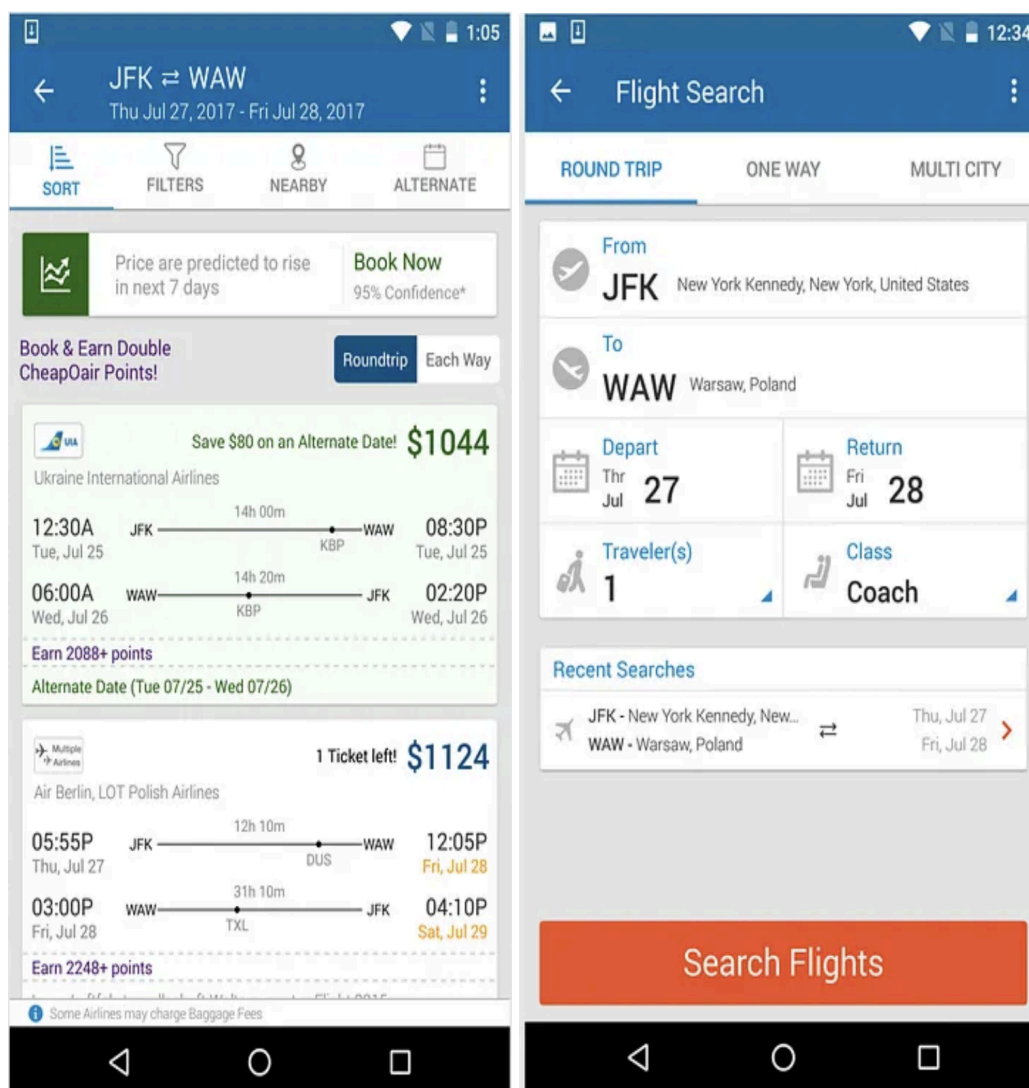 1:05
JFK ⇄ WAW
Thu Jul 27, 2017 - Fri Jul 28, 2017
SORT
FILTERS
NEARBY
ALTERNATE
Price are predicted to rise
in next 7 days
Book Now
95% Confidence*
Book & Earn Double
CheapOair Points!
Roundtrip
Each Way
UIA
Save $80 on an Alternate Date! $1044
Ukraine International Airlines
14h 00m
12:30A JFK WAW 08:30P
Tue, Jul 25 KBP Tue, Jul 25
14h 20m
06:00A WAW JFK 02:20P
Wed, Jul 26 KBP Wed, Jul 26
Earn 2088+ points
Alternate Date (Tue 07/25 - Wed 07/26)
Multiple
Airlines
1 Ticket left! $1124
Air Berlin, LOT Polish Airlines
12h 10m
05:55P JFK WAW 12:05P
Thu, Jul 27 DUS Fri, Jul 28
31h 10m
03:00P WAW JFK 04:10P
Fri, Jul 28 TXL Sat, Jul 29
Earn 2248+ points
Some Airlines may charge Baggage Fees
12:34
Flight Search
ROUND TRIP
ONE WAY
MULTI CITY
From
JFK New York Kennedy, New York, United States
To
WAW Warsaw, Poland
Depart
Thr
Jul 27
Return
Fri
Jul 28
Traveler(s)
1
Class
Coach
Recent Searches
JFK - New York Kennedy, New... Thu, Jul 27
WAW - Warsaw, Poland ⇄ Fri, Jul 28
Search Flights